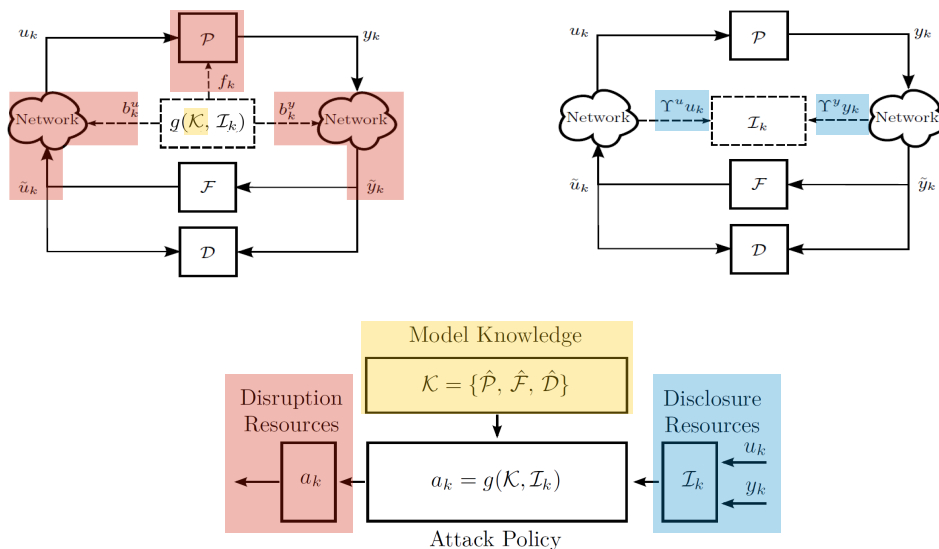 u_k
𝒫
y_k
f_k
Network
b_k^u
g(𝒦, ℐ_k)
b_k^y
Network
ũ_k
ℱ
ỹ_k
𝒟
u_k
𝒫
y_k
Network
Υ^u u_k
ℐ_k
Υ^y y_k
Network
ũ_k
ℱ
ỹ_k
𝒟
Model Knowledge
𝒦 = {𝒫̂, ℱ̂, 𝒟̂}
Disruption
Resources
a_k
a_k = g(𝒦, ℐ_k)
Attack Policy
Disclosure
Resources
ℐ_k
u_k
y_k